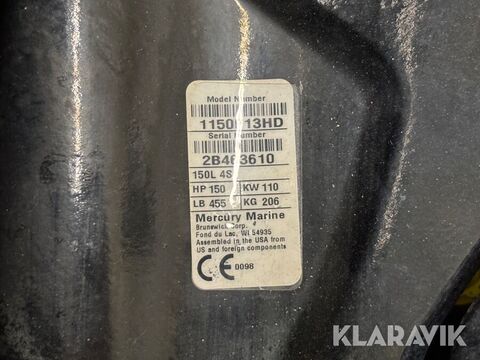 Model Number
Serial Number
2B463610
150L 4S
HP 150 KW 110
LB 455 KG 206
Mercury Marine
Brunswick Corp.
Fond du Lac, WI 54935
Assembled in the USA from
US and foreign components
CE 0098
KLARAVIK